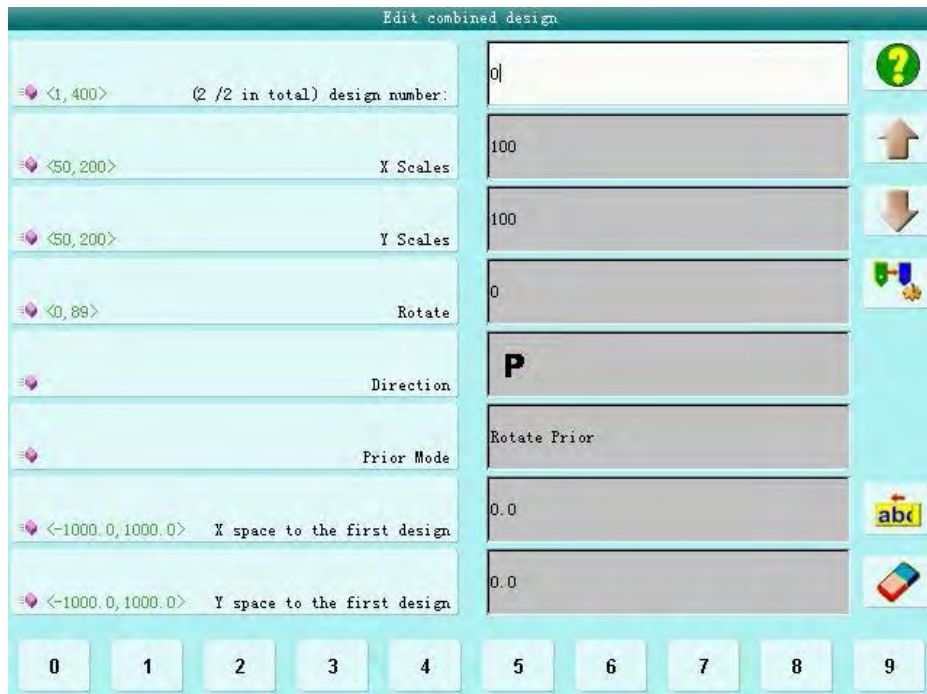 Edit combined design
<1, 400> (2 /2 in total) design number:
0
<50, 200> X Scales
100
<50, 200> Y Scales
100
<0, 89> Rotate
0
Direction
P
Prior Mode
Rotate Prior
<-1000.0, 1000.0> X space to the first design
0.0
<-1000.0, 1000.0> Y space to the first design
0.0
?
abc
0 1 2 3 4 5 6 7 8 9